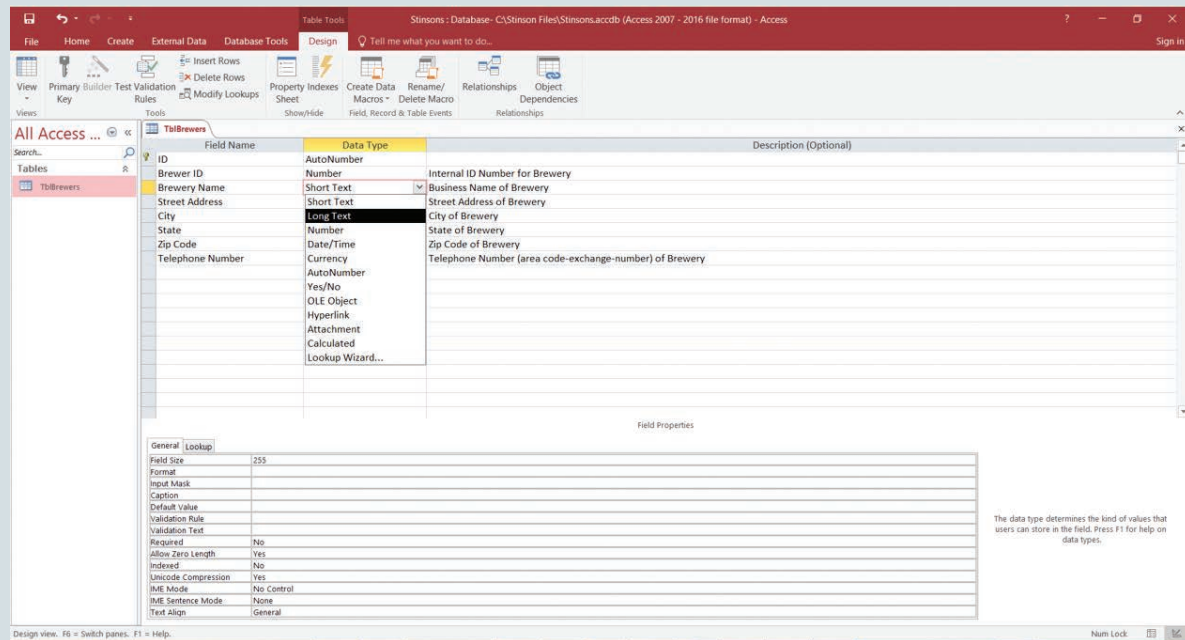 Table Tools
Stinsons : Database- C:\Stinson Files\Stinsons.accdb (Access 2007 - 2016 file format) - Access
?
File Home Create External Data Database Tools Design Tell me what you want to do...
Sign in
View
Primary Key
Builder
Test Validation Rules
Insert Rows
Delete Rows
Modify Lookups
Property Sheet
Indexes
Create Data Macros
Rename/ Delete Macro
Relationships
Object Dependencies
Views Tools Show/Hide Field, Record & Table Events Relationships
All Access ... «
Search...
Tables
TblBrewers
TblBrewers
Field Name Data Type Description (Optional)
ID AutoNumber
Brewer ID Number Internal ID Number for Brewery
Brewery Name Short Text Business Name of Brewery
Street Address Short Text Street Address of Brewery
City Long Text City of Brewery
State Number State of Brewery
Zip Code Date/Time Zip Code of Brewery
Telephone Number Currency Telephone Number (area code-exchange-number) of Brewery
AutoNumber
Yes/No
OLE Object
Hyperlink
Attachment
Calculated
Lookup Wizard...
Field Properties
General Lookup
Field Size 255
Format
Input Mask
Caption
Default Value
Validation Rule
Validation Text
Required No
Allow Zero Length Yes
Indexed No
Unicode Compression Yes
IME Mode No Control
IME Sentence Mode None
Text Align General
The data type determines the kind of values that
users can store in the field. Press F1 for help on
data types.
Design view. F6 = Switch panes. F1 = Help.
Num Lock